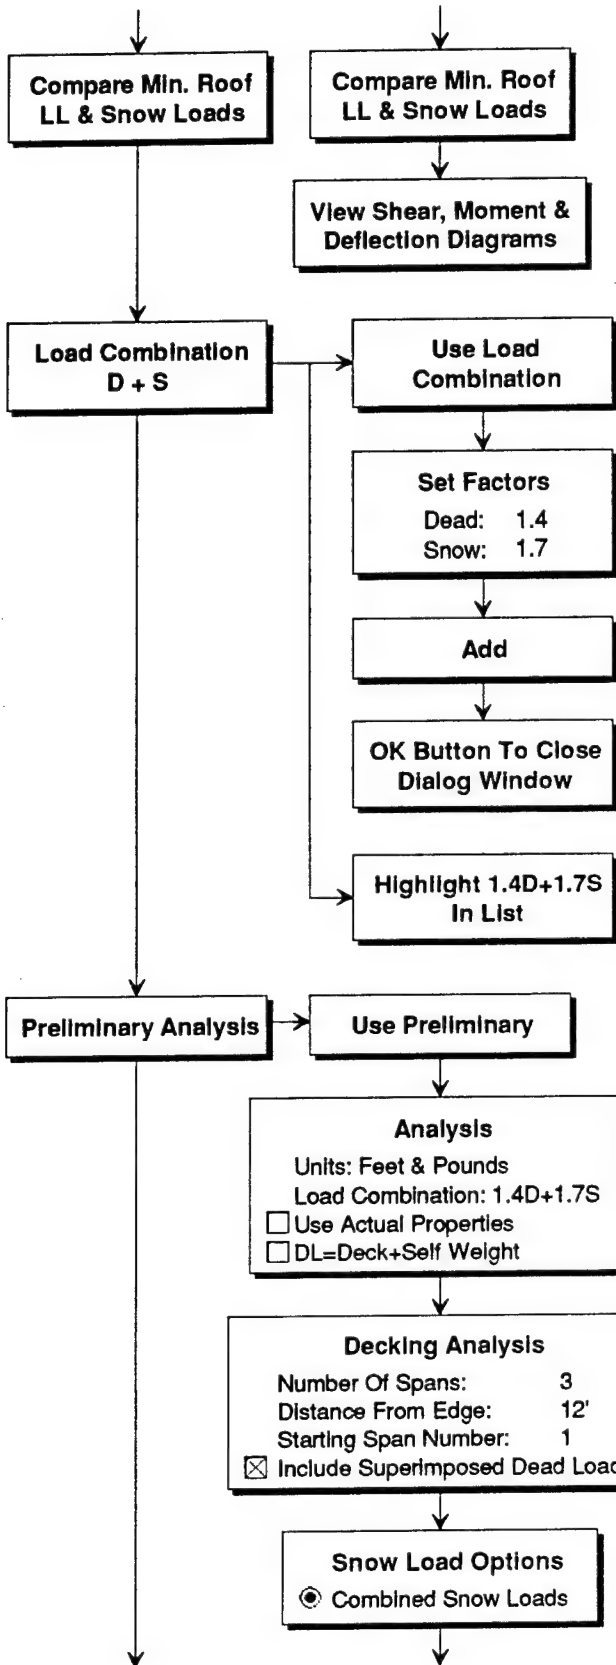 Compare Min. Roof
LL & Snow Loads
Compare Min. Roof
LL & Snow Loads
View Shear, Moment &
Deflection Diagrams
Load Combination
D + S
Use Load
Combination
Set Factors
Dead: 1.4
Snow: 1.7
Add
OK Button To Close
Dialog Window
Highlight 1.4D+1.7S
In List
Preliminary Analysis
Use Preliminary
Analysis
Units: Feet & Pounds
Load Combination: 1.4D+1.7S
Use Actual Properties
DL=Deck+Self Weight
Decking Analysis
Number Of Spans: 3
Distance From Edge: 12'
Starting Span Number: 1
Include Superimposed Dead Load
Snow Load Options
Combined Snow Loads